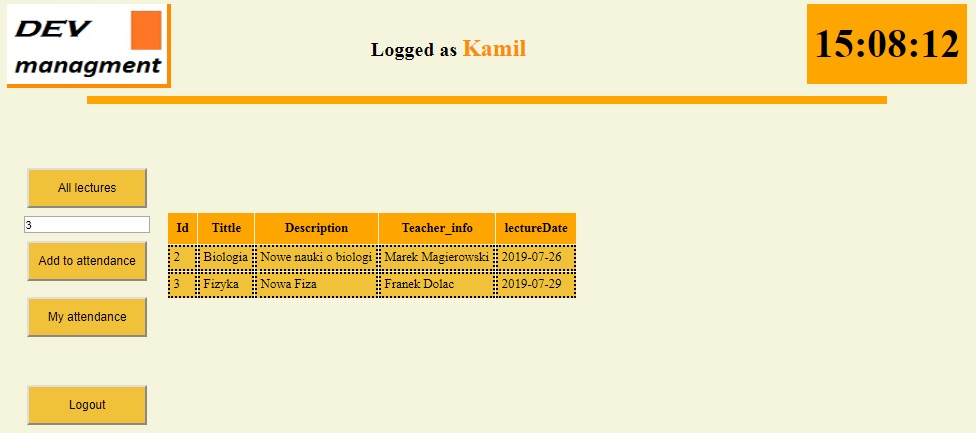 DEV
managment
Logged as Kamil
15:08:12
All lectures
3
Add to attendance
My attendance
Logout
Id Tittle Description Teacher_info lectureDate
2 Biologia Nowe nauki o biologi Marek Magierowski 2019-07-26
3 Fizyka Nowa Fiza Franek Dolac 2019-07-29